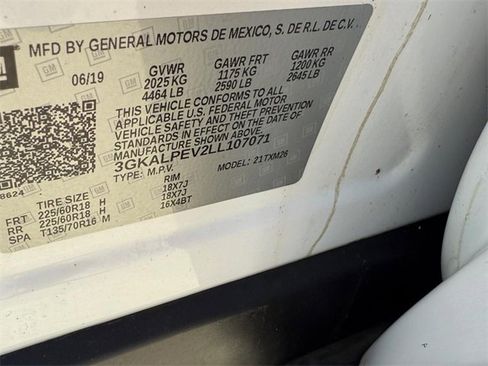 GM
MFD BY GENERAL MOTORS DE MEXICO, S. DE R.L. DE C.V.
06/19 GVWR GAWR FRT GAWR RR
2025KG 1175 KG 1200 KG
4464 LB 2590 LB 2645 LB
THIS VEHICLE CONFORMS TO ALL
APPLICABLE U.S. FEDERAL MOTOR
VEHICLE SAFETY AND THEFT PREVENTION
STANDARDS IN EFFECT ON THE DATE OF
MANUFACTURE SHOWN ABOVE.
3GKALPEV2LL107071
TYPE: M.P.V. MODEL: 21TXM26
8624
TIRE SIZE RIM
FRT 225/60R18 H 18X7J
RR 225/60R18 H 18X7J
SPA T135/70R16 M 16X4BT